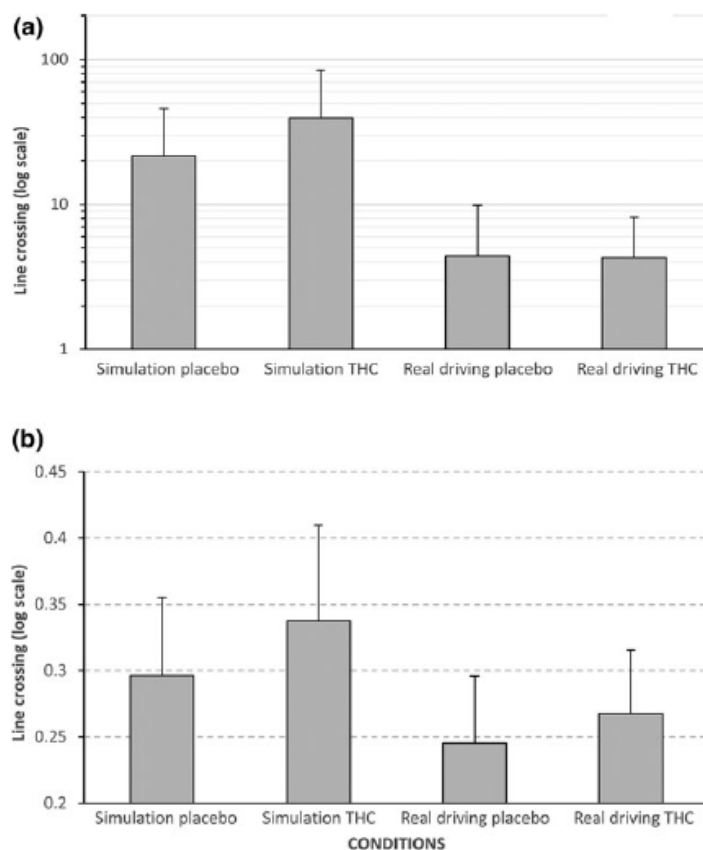 (a)
Line crossing (log scale)
100
10
1
Simulation placebo Simulation THC Real driving placebo Real driving THC
(b)
Line crossing (log scale)
0.45
0.4
0.35
0.3
0.25
0.2
Simulation placebo Simulation THC Real driving placebo Real driving THC
CONDITIONS